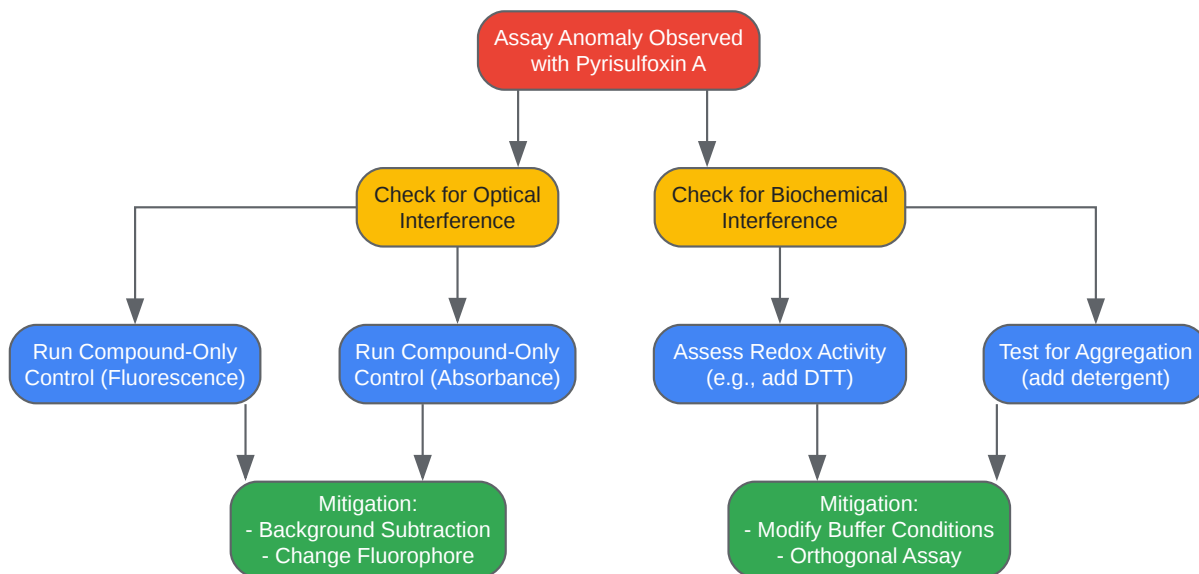 Assay Anomaly Observed
with Pyrisulfoxin A
Check for Optical
Interference
Check for Biochemical
Interference
Run Compound-Only
Control (Fluorescence)
Run Compound-Only
Control (Absorbance)
Assess Redox Activity
(e.g., add DTT)
Test for Aggregation
(add detergent)
Mitigation:
- Background Subtraction
- Change Fluorophore
Mitigation:
- Modify Buffer Conditions
- Orthogonal Assay